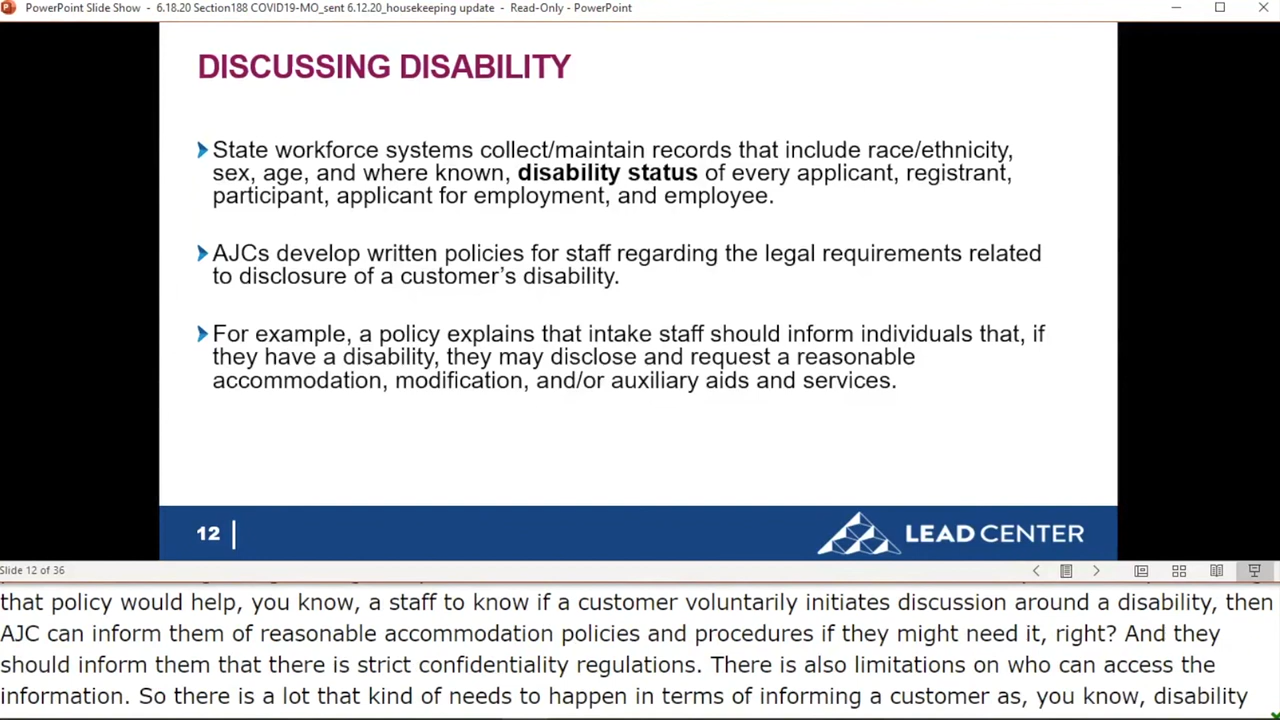 PowerPoint Slide Show - 6.18.20 Section188 COVID19-MO_sent 6.12.20_housekeeping update - Read-Only - PowerPoint
DISCUSSING DISABILITY
State workforce systems collect/maintain records that include race/ethnicity,
sex, age, and where known, disability status of every applicant, registrant,
participant, applicant for employment, and employee.
AJCs develop written policies for staff regarding the legal requirements related
to disclosure of a customer's disability.
For example, a policy explains that intake staff should inform individuals that, if
they have a disability, they may disclose and request a reasonable
accommodation, modification, and/or auxiliary aids and services.
12
LEAD CENTER
Slide 12 of 36
that policy would help, you know, a staff to know if a customer voluntarily initiates discussion around a disability, then
AJC can inform them of reasonable accommodation policies and procedures if they might need it, right? And they
should inform them that there is strict confidentiality regulations. There is also limitations on who can access the
information. So there is a lot that kind of needs to happen in terms of informing a customer as, you know, disability